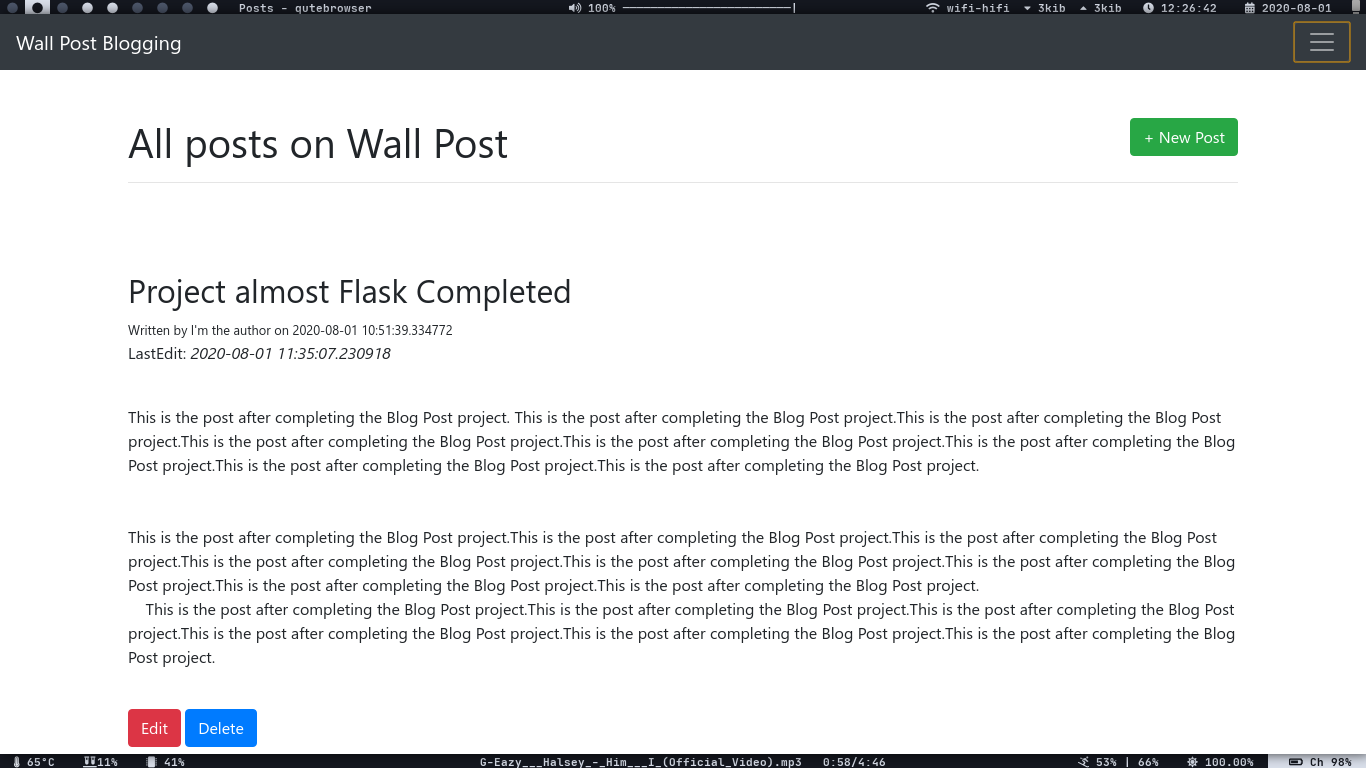 Posts - qutebrowser 100% wifi-hifi 3kib 3kib 12:26:42 2020-08-01
Wall Post Blogging
All posts on Wall Post
+ New Post
Project almost Flask Completed
Written by I'm the author on 2020-08-01 10:51:39.334772
LastEdit: 2020-08-01 11:35:07.230918
This is the post after completing the Blog Post project. This is the post after completing the Blog Post project.This is the post after completing the Blog Post
project.This is the post after completing the Blog Post project.This is the post after completing the Blog Post project.This is the post after completing the Blog
Post project.This is the post after completing the Blog Post project.This is the post after completing the Blog Post project.
This is the post after completing the Blog Post project.This is the post after completing the Blog Post project.This is the post after completing the Blog Post
project.This is the post after completing the Blog Post project.This is the post after completing the Blog Post project.This is the post after completing the Blog
Post project.This is the post after completing the Blog Post project.This is the post after completing the Blog Post project.
This is the post after completing the Blog Post project.This is the post after completing the Blog Post project.This is the post after completing the Blog Post
project.This is the post after completing the Blog Post project.This is the post after completing the Blog Post project.This is the post after completing the Blog
Post project.
Edit Delete
65°C 11% 41% G-Eazy___Halsey_-_Him___I_(Official_Video).mp3 0:58/4:46 53% | 66% 100.00% Ch 98%